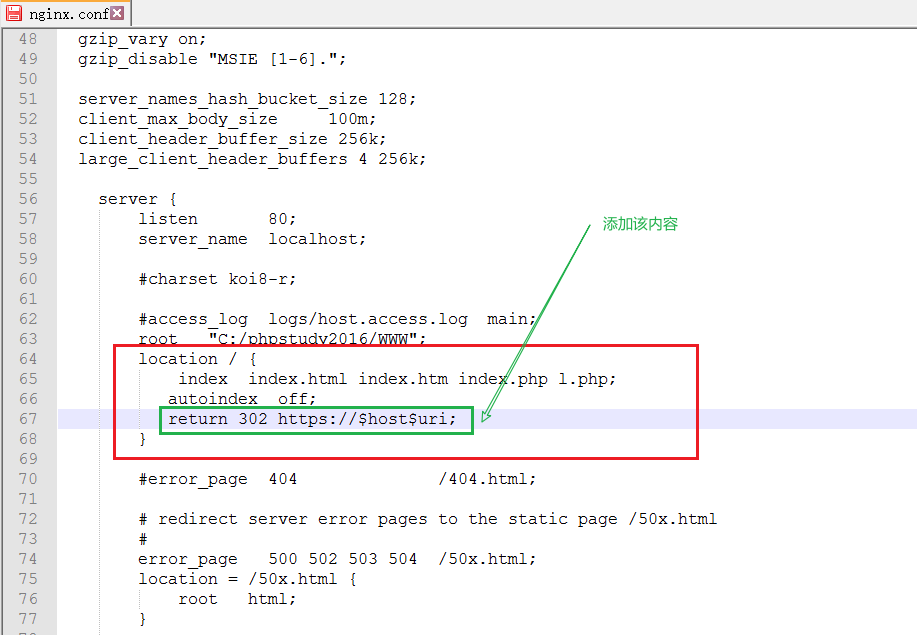 nginx.conf
48 gzip_vary on;
49 gzip_disable "MSIE [1-6].";
50
51 server_names_hash_bucket_size 128;
52 client_max_body_size     100m;
53 client_header_buffer_size 256k;
54 large_client_header_buffers 4 256k;
55
56 server {
57 listen       80;
58 server_name  localhost;
添加该内容
59
60 #charset koi8-r;
61
62 #access_log  logs/host.access.log  main;
63 root   "C:/phpstudy2016/WWW";
64 location / {
65 index  index.html index.htm index.php l.php;
66 autoindex  off;
67 return 302 https://$host$uri;
68 }
69
70 #error_page  404              /404.html;
71
72 # redirect server error pages to the static page /50x.html
73 #
74 error_page   500 502 503 504  /50x.html;
75 location = /50x.html {
76 root   html;
77 }